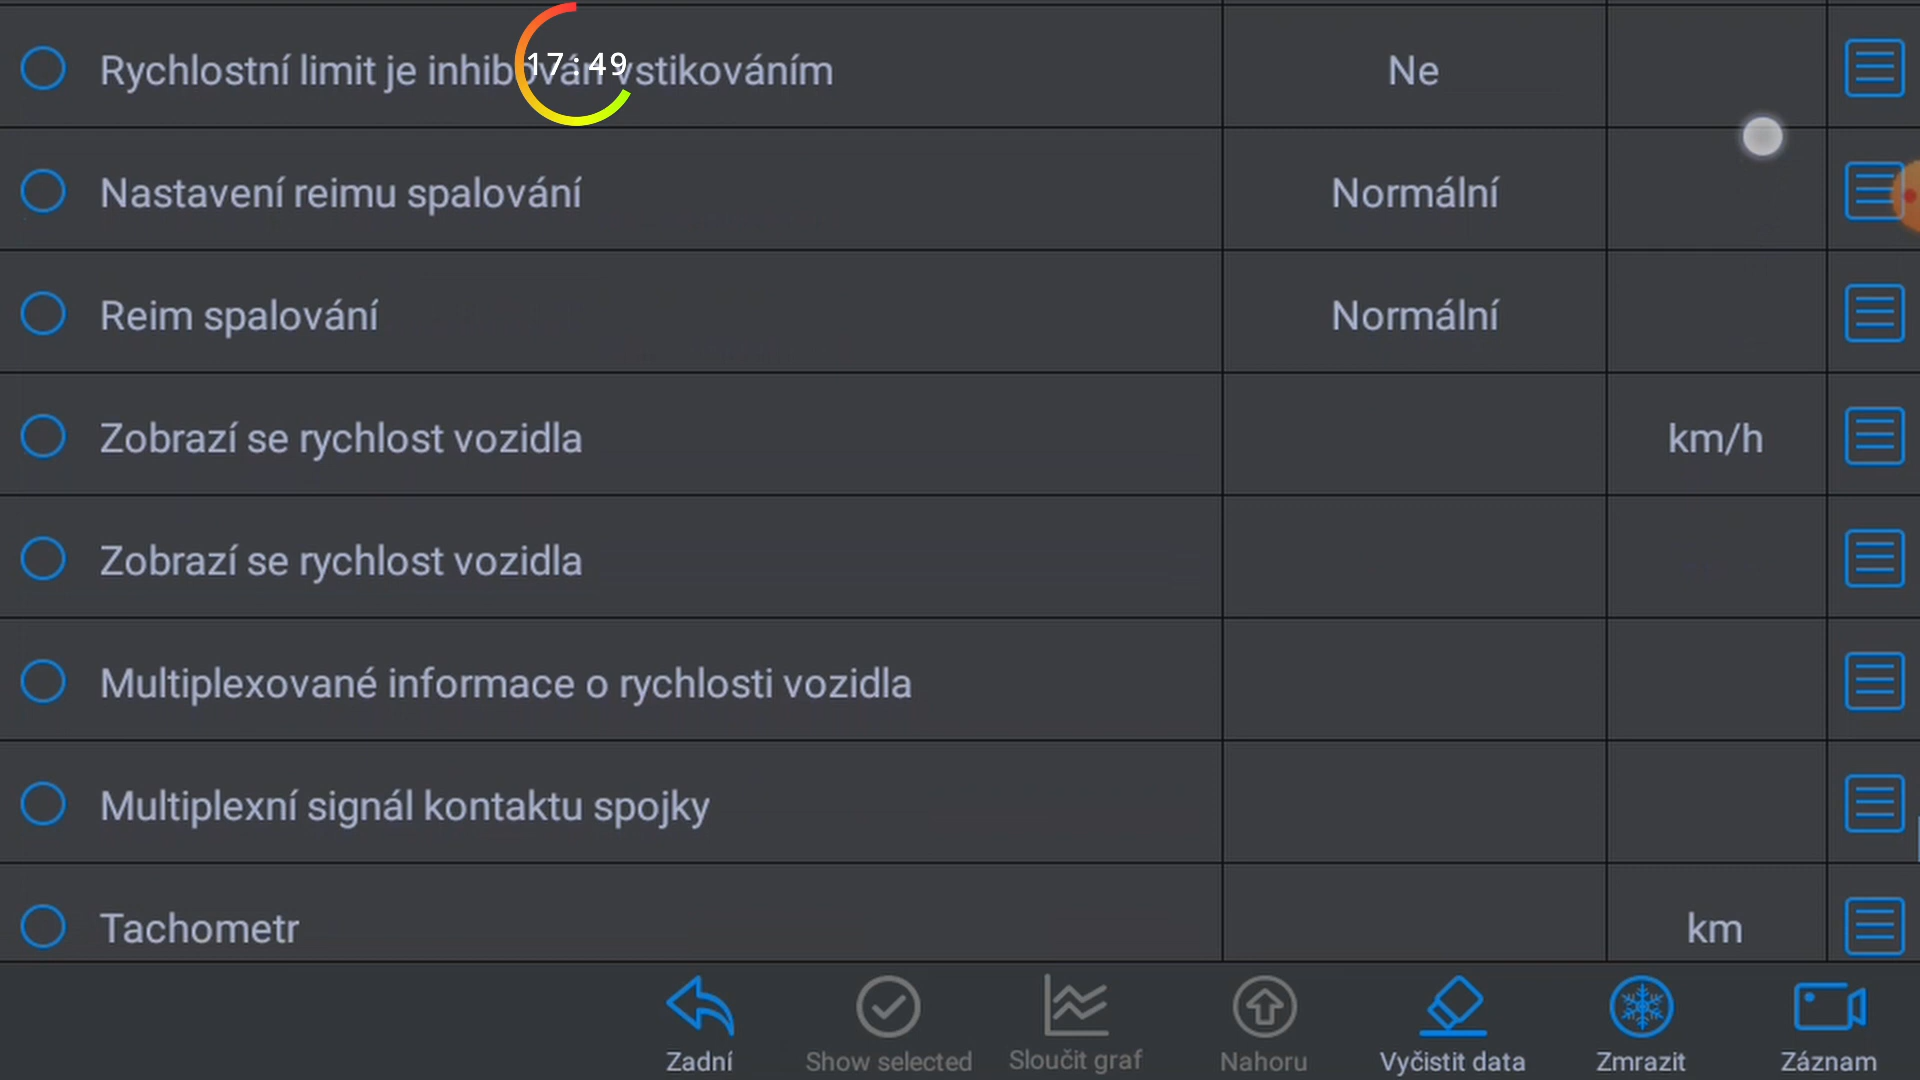 Rychlostní limit je inhibován vstikováním Ne
17:49
Nastavení reimu spalování Normální
Reim spalování Normální
Zobrazí se rychlost vozidla km/h
Zobrazí se rychlost vozidla
Multiplexované informace o rychlosti vozidla
Multiplexní signál kontaktu spojky
Tachometr km
Zadní Show selected Sloučit graf Nahoru Vyčistit data Zmrazit Záznam